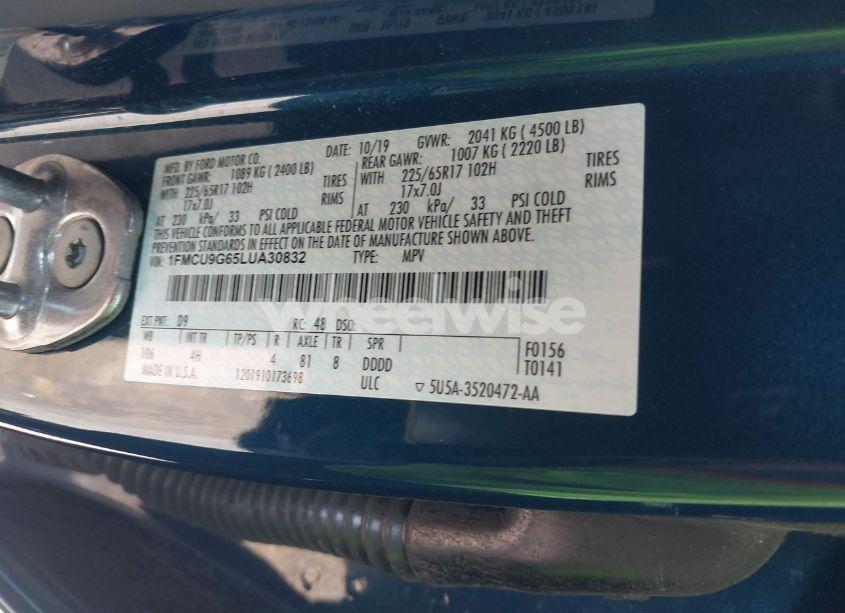 MFD. BY FORD MOTOR CO. DATE: 10/19 GVWR: 2041 KG ( 4500 LB)
FRONT GAWR: 1089 KG ( 2400 LB) REAR GAWR: 1007 KG ( 2220 LB)
WITH 225/65R17 102H TIRES WITH 225/65R17 102H TIRES
17x7.0J RIMS 17x7.0J RIMS
AT 230 kPa/ 33 PSI COLD AT 230 kPa/ 33 PSI COLD
THIS VEHICLE CONFORMS TO ALL APPLICABLE FEDERAL MOTOR VEHICLE SAFETY AND THEFT
PREVENTION STANDARDS IN EFFECT ON THE DATE OF MANUFACTURE SHOWN ABOVE.
VIN: 1FMCU9G65LUA30832 TYPE: MPV
wheelwise
EXT PNT: D9 RC: 48 DSO:
WB INT TR TP/PS R AXLE TR SPR F0156
106 4H 4 81 8 DDDD T0141
MADE IN U.S.A. 1201910173698 ULC ▽ 5U5A-3520472-AA